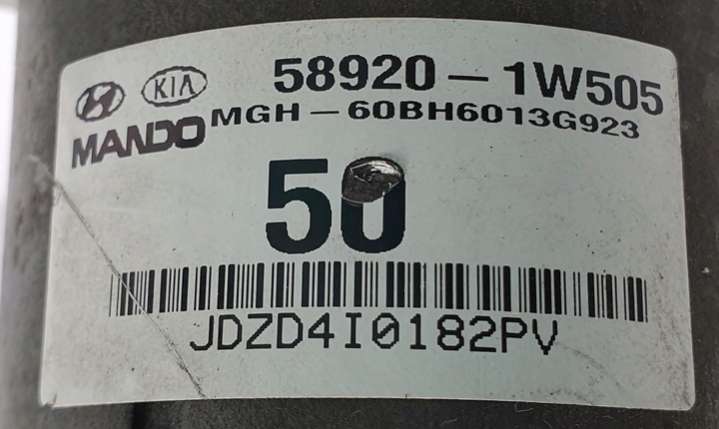 KIA 58920-1W505
MANDO MGH-60BH6013G923
50
JDZD4I0182PV